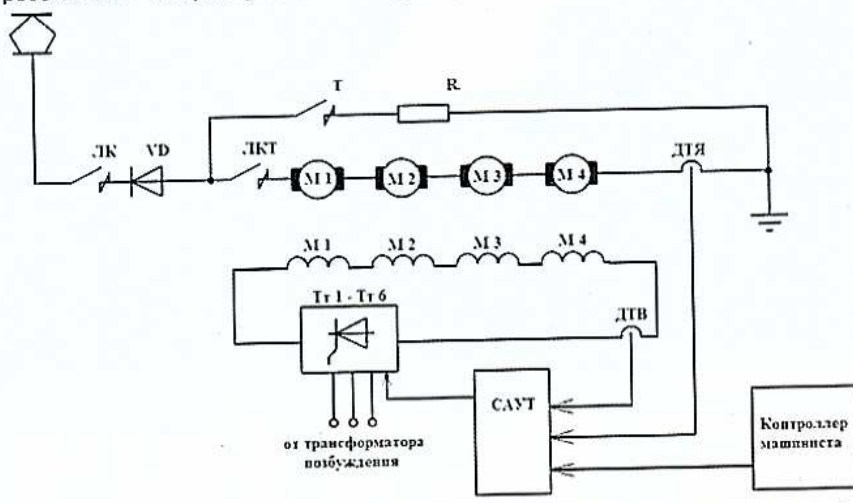 Т
R
ЛК
VD
ЛКТ
М 1
М 2
М 3
М 4
ДТЯ
М 1
М 2
М 3
М 4
Тт 1 - Тт 6
ДТВ
САУТ
Контроллер
машиниста
от трансформатора
возбуждения